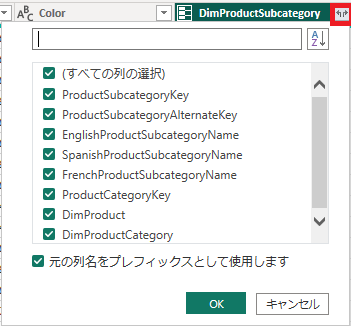 ABC Color DimProductSubcategory
AZ
(すべての列の選択)
ProductSubcategoryKey
ProductSubcategoryAlternateKey
EnglishProductSubcategoryName
SpanishProductSubcategoryName
FrenchProductSubcategoryName
ProductCategoryKey
DimProduct
DimProductCategory
元の列名をプレフィックスとして使用します
OK キャンセル